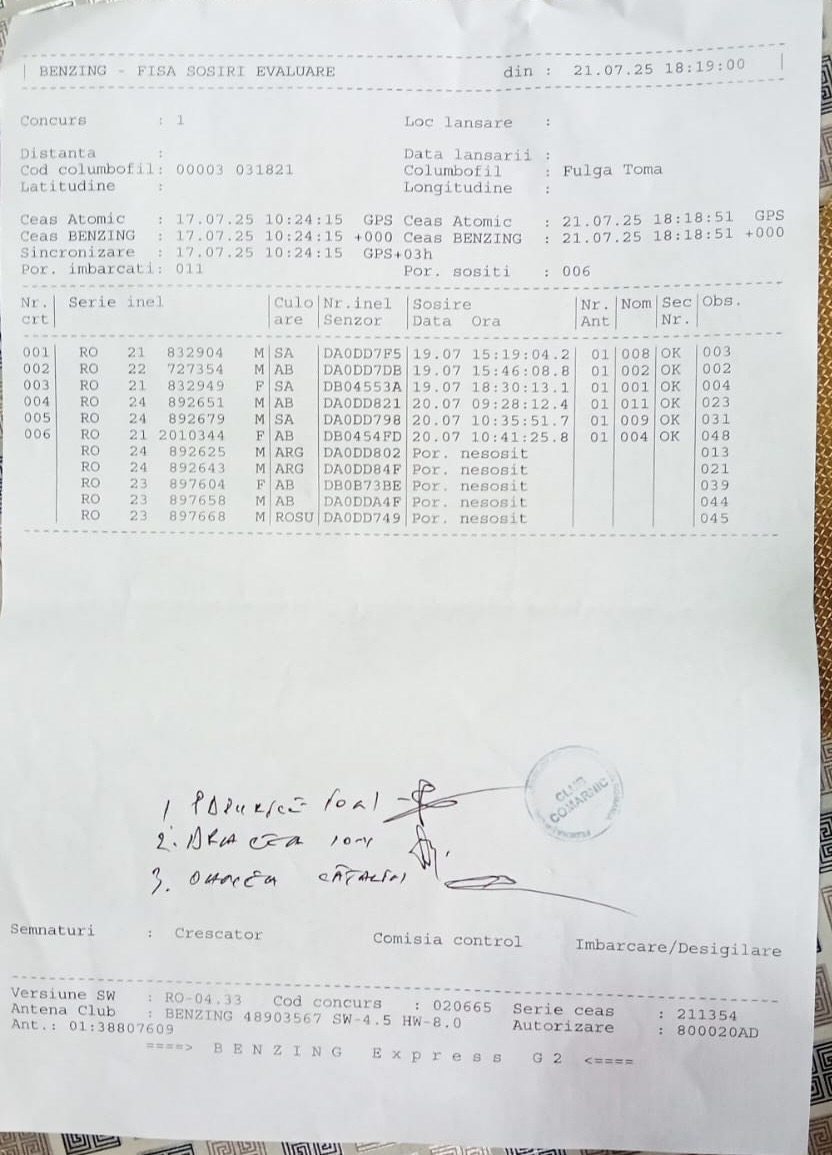 BENZING - FISA SOSIRI EVALUARE din : 21.07.25 18:19:00
Concurs : 1 Loc lansare :
Distanta : Data lansarii :
Cod columbofil: 00003 031821 Columbofil : Fulga Toma
Latitudine : Longitudine :
Ceas Atomic : 17.07.25 10:24:15 GPS Ceas Atomic : 21.07.25 18:18:51 GPS
Ceas BENZING : 17.07.25 10:24:15 +000 Ceas BENZING : 21.07.25 18:18:51 +000
Sincronizare : 17.07.25 10:24:15 GPS+03h
Por. imbarcati: 011 Por. sositi : 006
Nr. Serie inel Culo Nr.inel Sosire Nr. Nom Sec Obs.
crt are Senzor Data Ora Ant Nr.
001 RO 21 832904 M SA DA0DD7F5 19.07 15:19:04.2 01 008 OK 003
002 RO 22 727354 M AB DA0DD7DB 19.07 15:46:08.8 01 002 OK 002
003 RO 21 832949 F SA DB04553A 19.07 18:30:13.1 01 001 OK 004
004 RO 24 892651 M AB DA0DD821 20.07 09:28:12.4 01 011 OK 023
005 RO 24 892679 M SA DA0DD798 20.07 10:35:51.7 01 009 OK 031
006 RO 21 2010344 F AB DB0454FD 20.07 10:41:25.8 01 004 OK 048
RO 24 892625 M ARG DA0DD802 Por. nesosit 013
RO 24 892643 M ARG DA0DD84F Por. nesosit 021
RO 23 897604 F AB DB0B73BE Por. nesosit 039
RO 23 897658 M AB DA0DDA4F Por. nesosit 044
RO 23 897668 M ROSU DA0DD749 Por. nesosit 045
CLUB
COMARNIC
1
2.
3. CĂTĂLIN
Semnaturi : Crescator Comisia control Imbarcare/Desigilare
Versiune SW : RO-04.33 Cod concurs : 020665 Serie ceas : 211354
Antena Club : BENZING 48903567 SW-4.5 HW-8.0 Autorizare : 800020AD
Ant.: 01:38807609
====> B E N Z I N G E x p r e s s G 2 <====